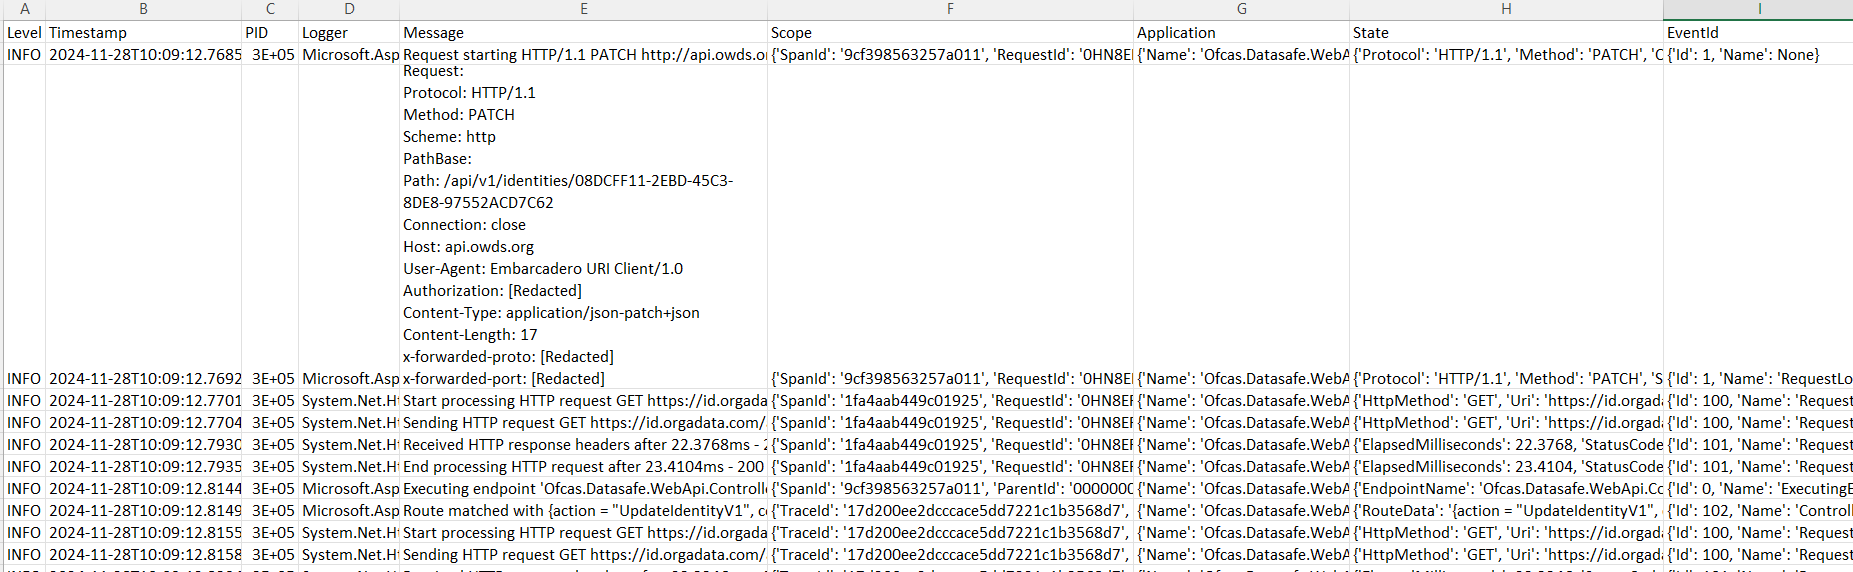 A B C D E F G H I
Level Timestamp PID Logger Message Scope Application State EventId
INFO 2024-11-28T10:09:12.7685 3E+05 Microsoft.Asp Request starting HTTP/1.1 PATCH http://api.owds.o {'SpanId': '9cf398563257a011', 'RequestId': '0HN8E {'Name': 'Ofcas.Datasafe.WebA {'Protocol': 'HTTP/1.1', 'Method': 'PATCH', 'C {'Id': 1, 'Name': None}
Request:
Protocol: HTTP/1.1
Method: PATCH
Scheme: http
PathBase:
Path: /api/v1/identities/08DCFF11-2EBD-45C3-
8DE8-97552ACD7C62
Connection: close
Host: api.owds.org
User-Agent: Embarcadero URI Client/1.0
Authorization: [Redacted]
Content-Type: application/json-patch+json
Content-Length: 17
x-forwarded-proto: [Redacted]
INFO 2024-11-28T10:09:12.7692 3E+05 Microsoft.Asp x-forwarded-port: [Redacted] {'SpanId': '9cf398563257a011', 'RequestId': '0HN8E {'Name': 'Ofcas.Datasafe.WebA {'Protocol': 'HTTP/1.1', 'Method': 'PATCH', 'S {'Id': 1, 'Name': 'RequestLo
INFO 2024-11-28T10:09:12.7701 3E+05 System.Net.Ht Start processing HTTP request GET https://id.orgada {'SpanId': '1fa4aab449c01925', 'RequestId': '0HN8E {'Name': 'Ofcas.Datasafe.WebA {'HttpMethod': 'GET', 'Uri': 'https://id.orgad {'Id': 100, 'Name': 'Request
INFO 2024-11-28T10:09:12.7704 3E+05 System.Net.Ht Sending HTTP request GET https://id.orgadata.com/ {'SpanId': '1fa4aab449c01925', 'RequestId': '0HN8E {'Name': 'Ofcas.Datasafe.WebA {'HttpMethod': 'GET', 'Uri': 'https://id.orgad {'Id': 100, 'Name': 'Request
INFO 2024-11-28T10:09:12.7930 3E+05 System.Net.Ht Received HTTP response headers after 22.3768ms - 2 {'SpanId': '1fa4aab449c01925', 'RequestId': '0HN8E {'Name': 'Ofcas.Datasafe.WebA {'ElapsedMilliseconds': 22.3768, 'StatusCode {'Id': 101, 'Name': 'Request
INFO 2024-11-28T10:09:12.7935 3E+05 System.Net.Ht End processing HTTP request after 23.4104ms - 200 {'SpanId': '1fa4aab449c01925', 'RequestId': '0HN8E {'Name': 'Ofcas.Datasafe.WebA {'ElapsedMilliseconds': 23.4104, 'StatusCode {'Id': 101, 'Name': 'Request
INFO 2024-11-28T10:09:12.8144 3E+05 Microsoft.Asp Executing endpoint 'Ofcas.Datasafe.WebApi.Controlle {'SpanId': '9cf398563257a011', 'ParentId': '0000000 {'Name': 'Ofcas.Datasafe.WebA {'EndpointName': 'Ofcas.Datasafe.WebApi.Co {'Id': 0, 'Name': 'ExecutingE
INFO 2024-11-28T10:09:12.8149 3E+05 Microsoft.Asp Route matched with {action = "UpdateIdentityV1", c {'TraceId': '17d200ee2dcccace5dd7221c1b3568d7', {'Name': 'Ofcas.Datasafe.WebA {'RouteData': '{action = "UpdateIdentityV1", {'Id': 102, 'Name': 'Controll
INFO 2024-11-28T10:09:12.8155 3E+05 System.Net.Ht Start processing HTTP request GET https://id.orgada {'TraceId': '17d200ee2dcccace5dd7221c1b3568d7', {'Name': 'Ofcas.Datasafe.WebA {'HttpMethod': 'GET', 'Uri': 'https://id.orgad {'Id': 100, 'Name': 'Request
INFO 2024-11-28T10:09:12.8158 3E+05 System.Net.Ht Sending HTTP request GET https://id.orgadata.com/ {'TraceId': '17d200ee2dcccace5dd7221c1b3568d7', {'Name': 'Ofcas.Datasafe.WebA {'HttpMethod': 'GET', 'Uri': 'https://id.orgad {'Id': 100, 'Name': 'Request